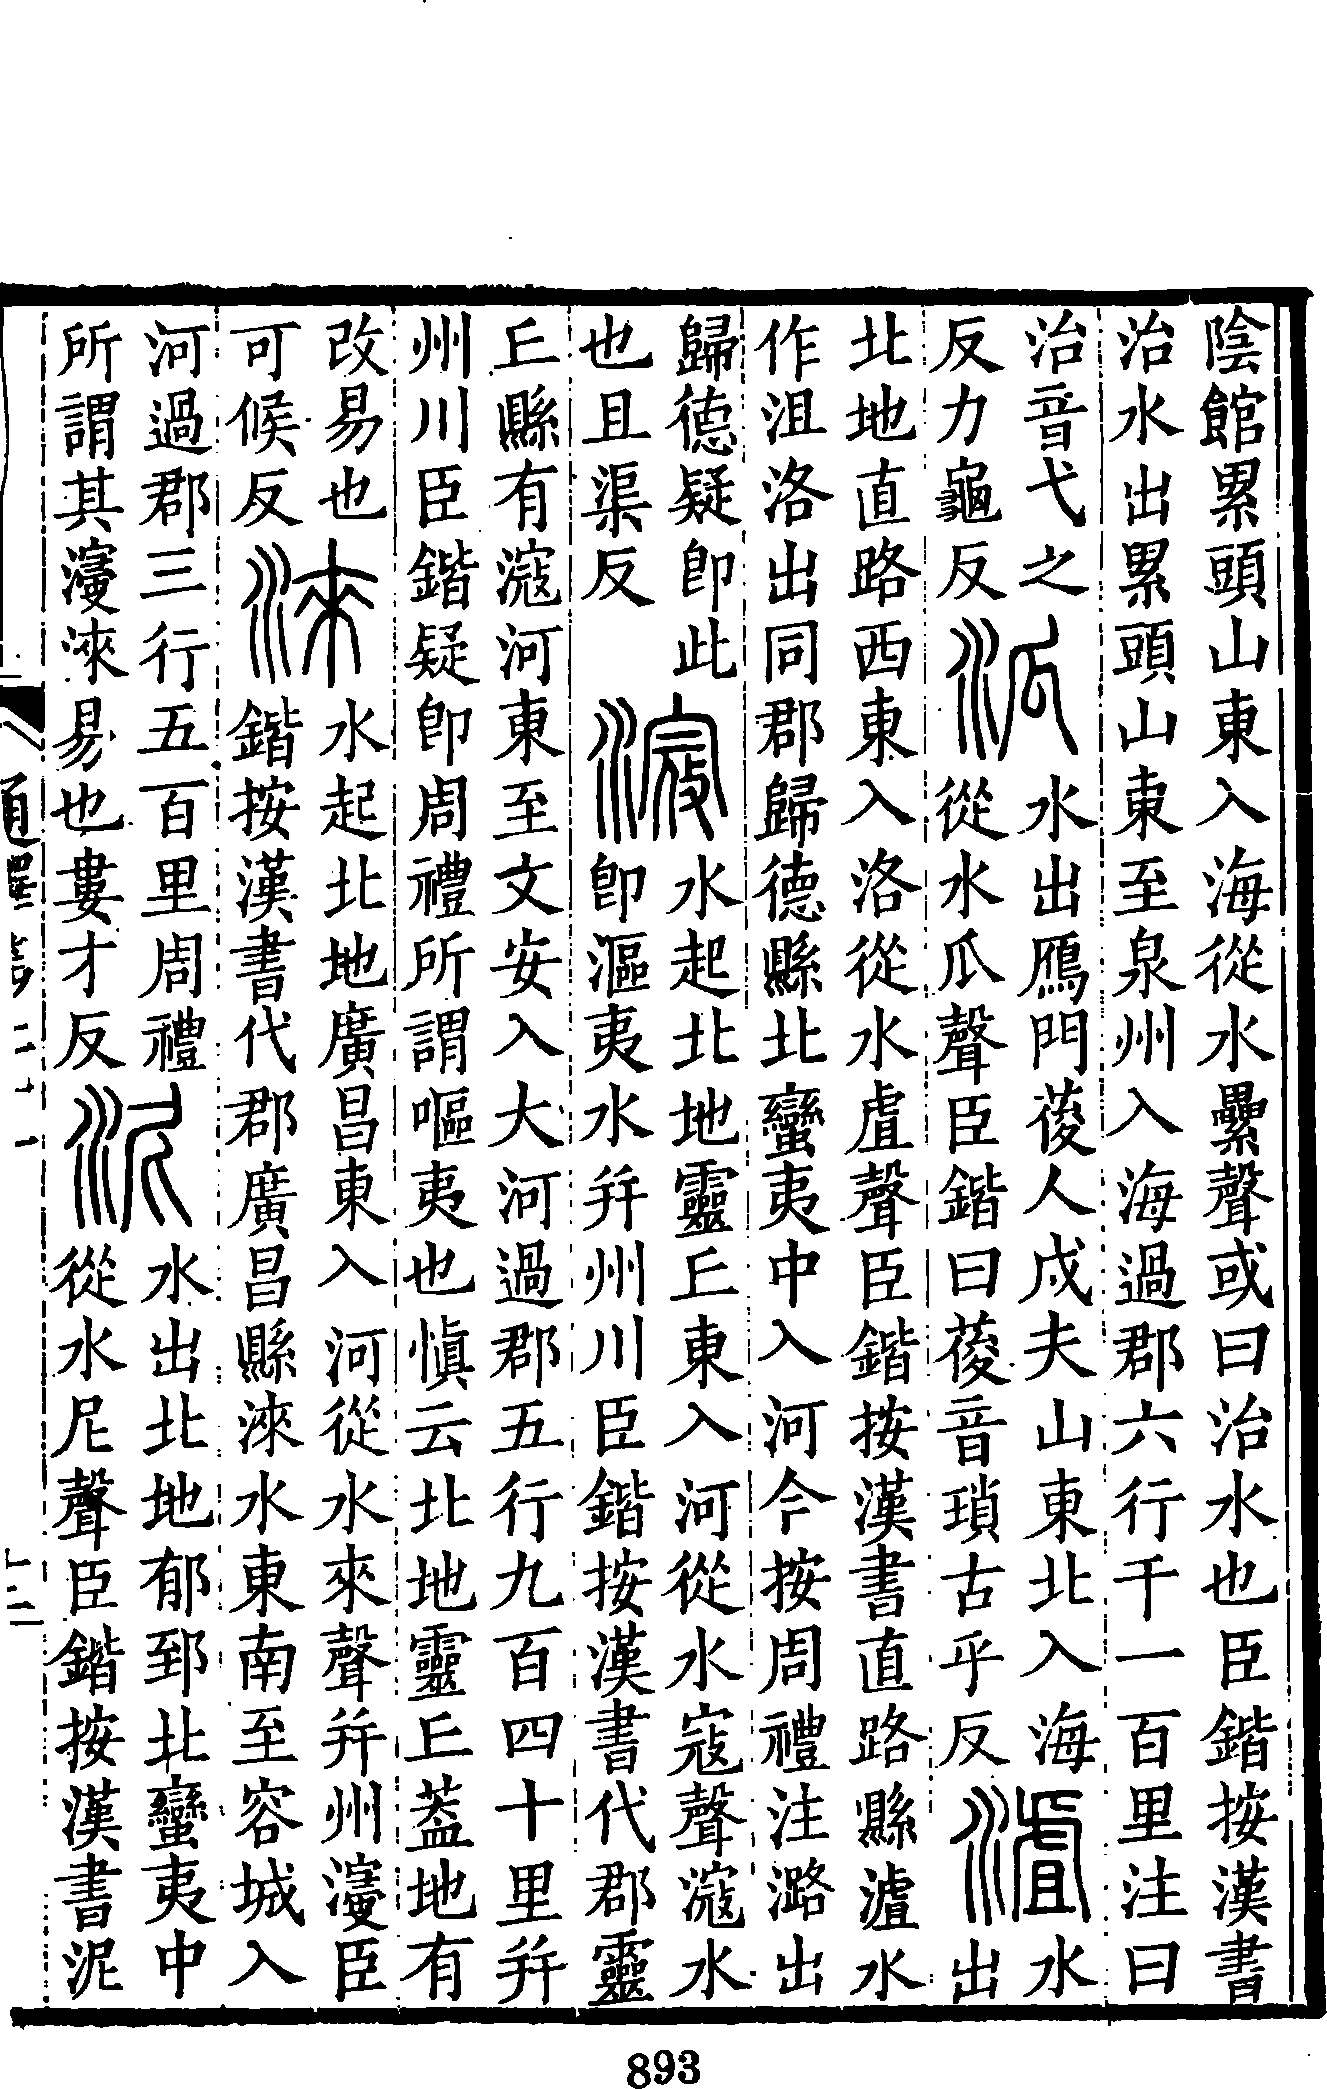 陰館累頭山東入海從水纍聲或曰治水也臣鍇按漢書
治水出累頭山東至泉州入海過郡六行千一百里注曰
治音弋之
反力龜反
泒
水出鴈門葰人戍夫山東北入海
從水瓜聲臣鍇曰葰音瑣古乎反
水
出
北地直路西東入洛從水虘聲臣鍇按漢書直路縣水
作沮洛出同郡歸德縣北蠻夷中入河今按周禮注潞出
歸德疑卽此
也且渠反
滱
水起北地靈丘東入河從水寇聲滱水
卽漚夷水幷州川臣鍇按漢書代郡靈
丘縣有滱河東至文安入大河過郡五行九百四十里幷
州川臣鍇疑卽周禮所謂嘔夷也愼云北地靈丘蓋地有
改易也
可候反
淶
水起北地廣昌東入河從水來聲幷州濅臣
鍇按漢書代郡廣昌縣淶水東南至容城入
河過郡三行五百里周禮
所謂其濅淶易也婁才反
泥
水出北地郁郅北蠻夷中
從水尼聲臣鍇按漢書泥
通釋
二十一
十三
893